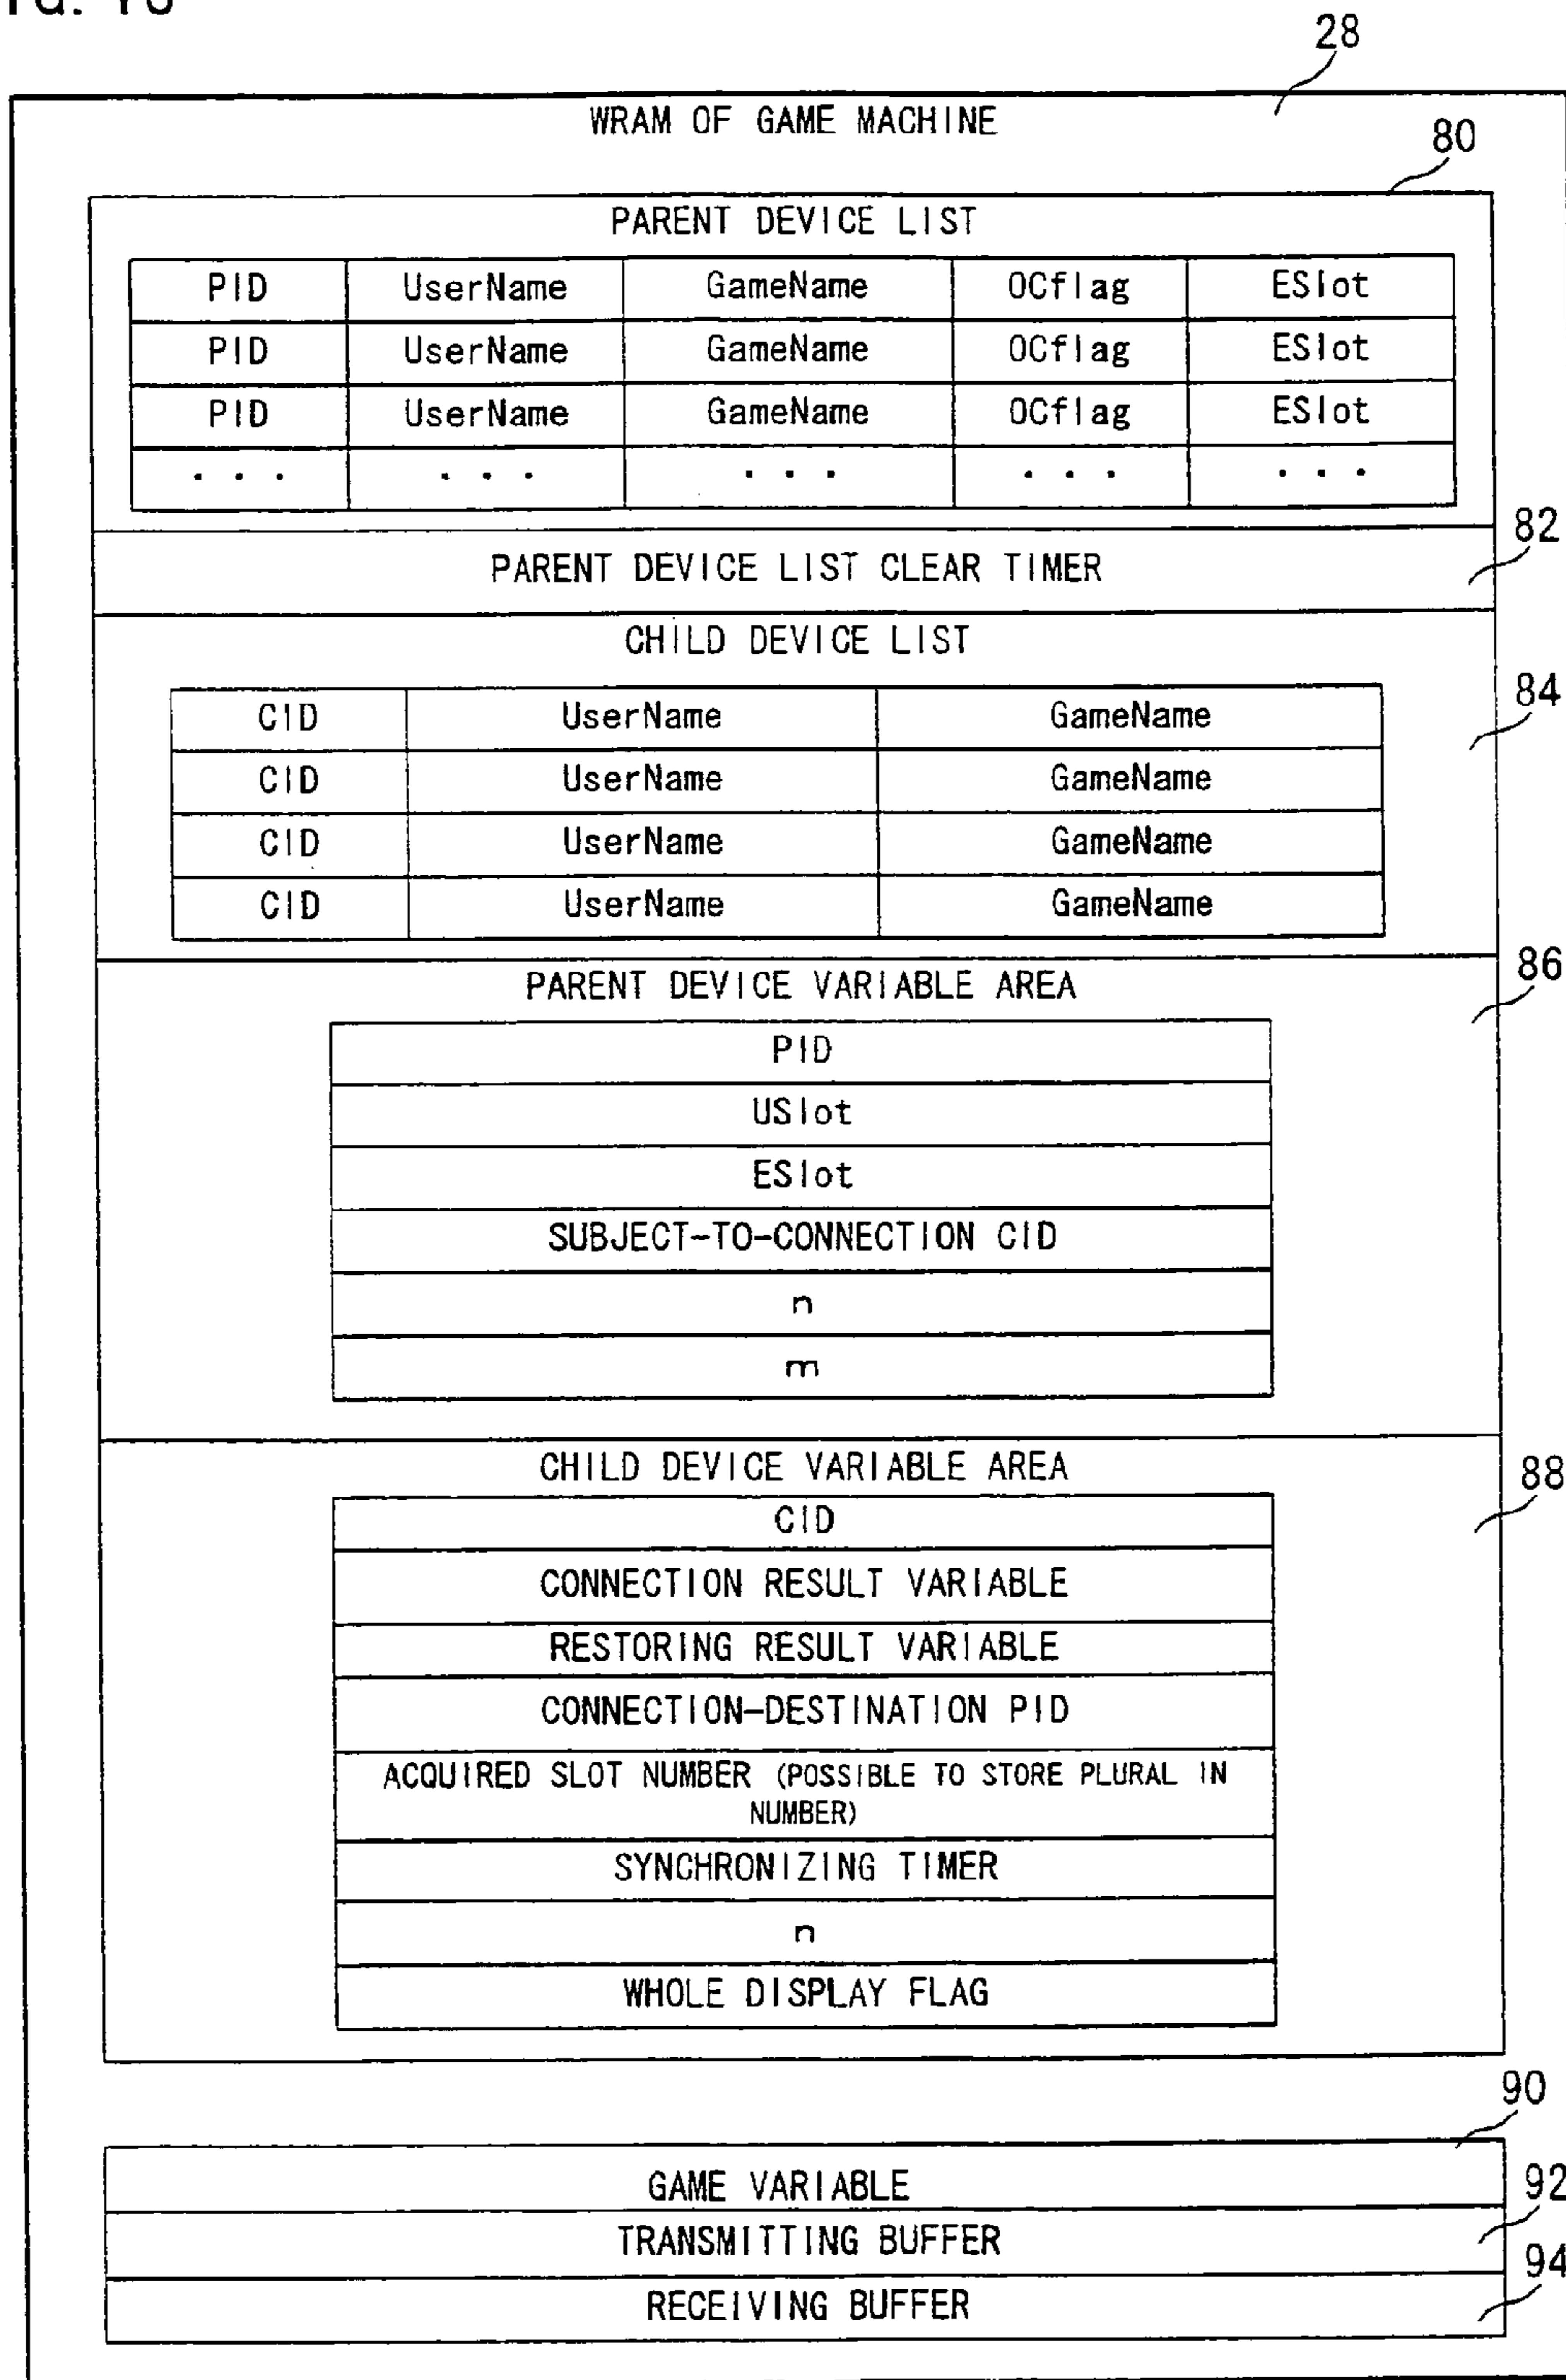 28
WRAM OF GAME MACHINE
80
PARENT DEVICE LIST
PID UserName GameName OCflag ESlot
PID UserName GameName OCflag ESlot
PID UserName GameName OCflag ESlot
... ... ... ... ...
82
PARENT DEVICE LIST CLEAR TIMER
CHILD DEVICE LIST
84
CID UserName GameName
CID UserName GameName
CID UserName GameName
CID UserName GameName
86
PARENT DEVICE VARIABLE AREA
PID
USlot
ESlot
SUBJECT-TO-CONNECTION CID
n
m
CHILD DEVICE VARIABLE AREA
88
CID
CONNECTION RESULT VARIABLE
RESTORING RESULT VARIABLE
CONNECTION-DESTINATION PID
ACQUIRED SLOT NUMBER (POSSIBLE TO STORE PLURAL IN
NUMBER)
SYNCHRONIZING TIMER
n
WHOLE DISPLAY FLAG
90
GAME VARIABLE
92
TRANSMITTING BUFFER
94
RECEIVING BUFFER